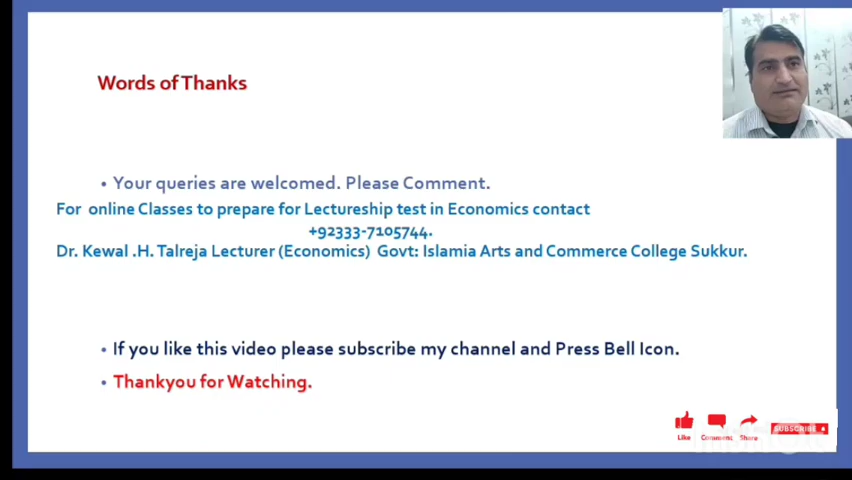 Words of Thanks
• Your queries are welcomed. Please Comment.
For online Classes to prepare for Lectureship test in Economics contact
+92333-7105744.
Dr. Kewal .H. Talreja Lecturer (Economics) Govt: Islamia Arts and Commerce College Sukkur.
• If you like this video please subscribe my channel and Press Bell Icon.
• Thankyou for Watching.
Like Comments Share SUBSCRIBE